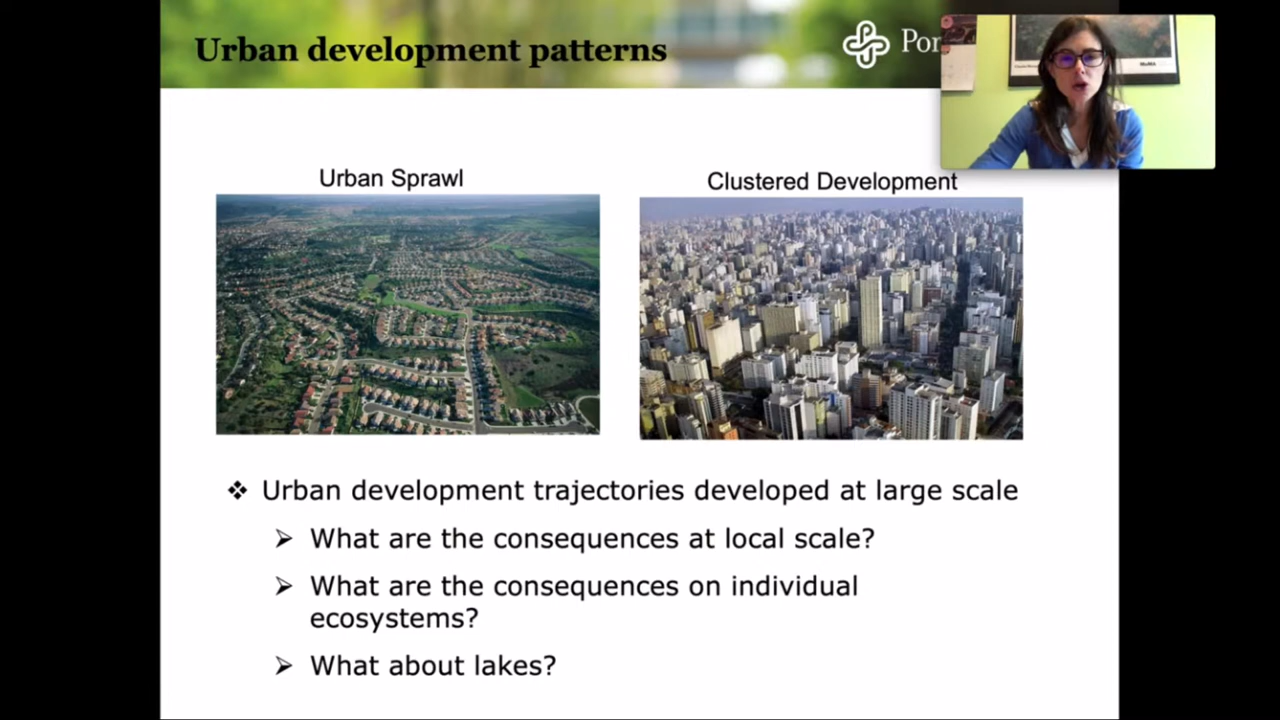 Urban development patterns
Urban Sprawl
Clustered Development
❖ Urban development trajectories developed at large scale
➢ What are the consequences at local scale?
➢ What are the consequences on individual
ecosystems?
➢ What about lakes?